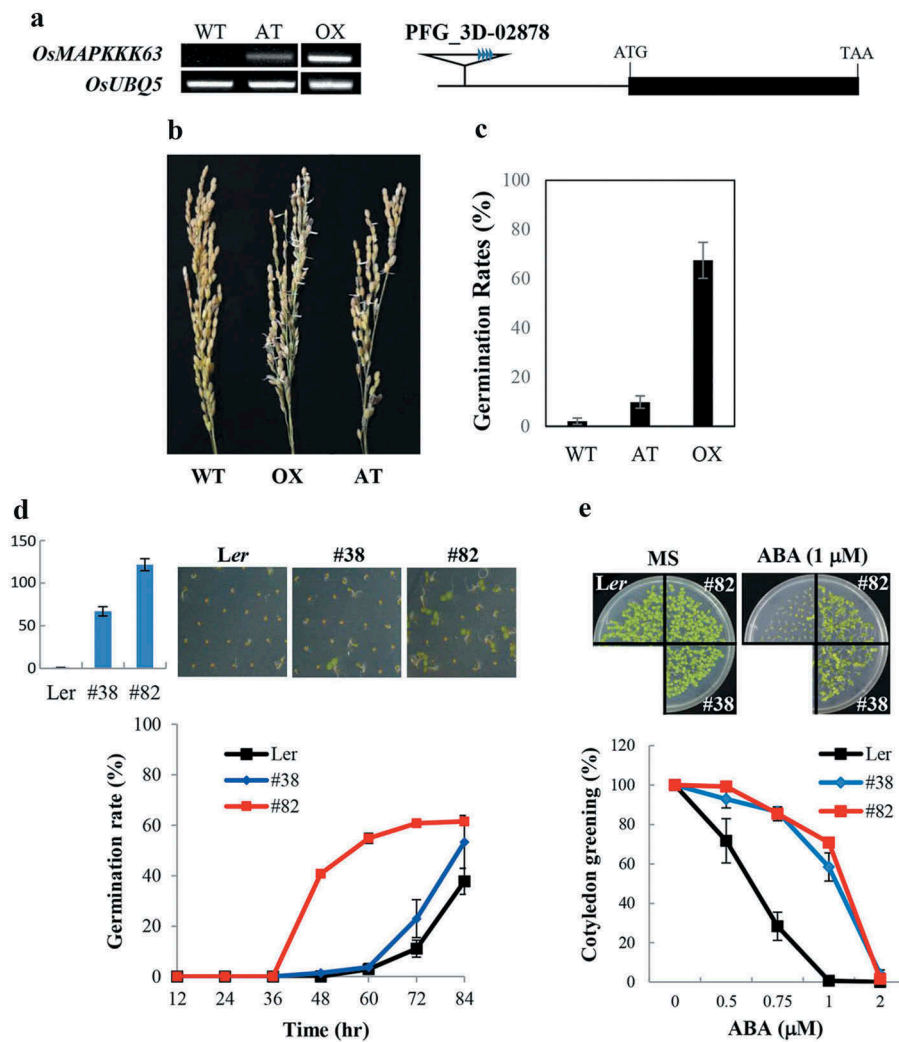 a
WT AT OX
OsMAPKKK63
OsUBQ5
PFG_3D-02878
ATG
TAA
b
WT OX AT
c
Germination Rates (%)
100
80
60
40
20
0
WT AT OX
d
150
100
50
0
Ler #38 #82
Ler #38 #82
Germination rate (%)
100
80
60
40
20
0
Ler
#38
#82
12 24 36 48 60 72 84
Time (hr)
e
MS ABA (1 µM)
Ler #82 #82
#38 #38
Cotyledon greening (%)
120
100
80
60
40
20
0
Ler
#38
#82
0 0.5 0.75 1 2
ABA (µM)